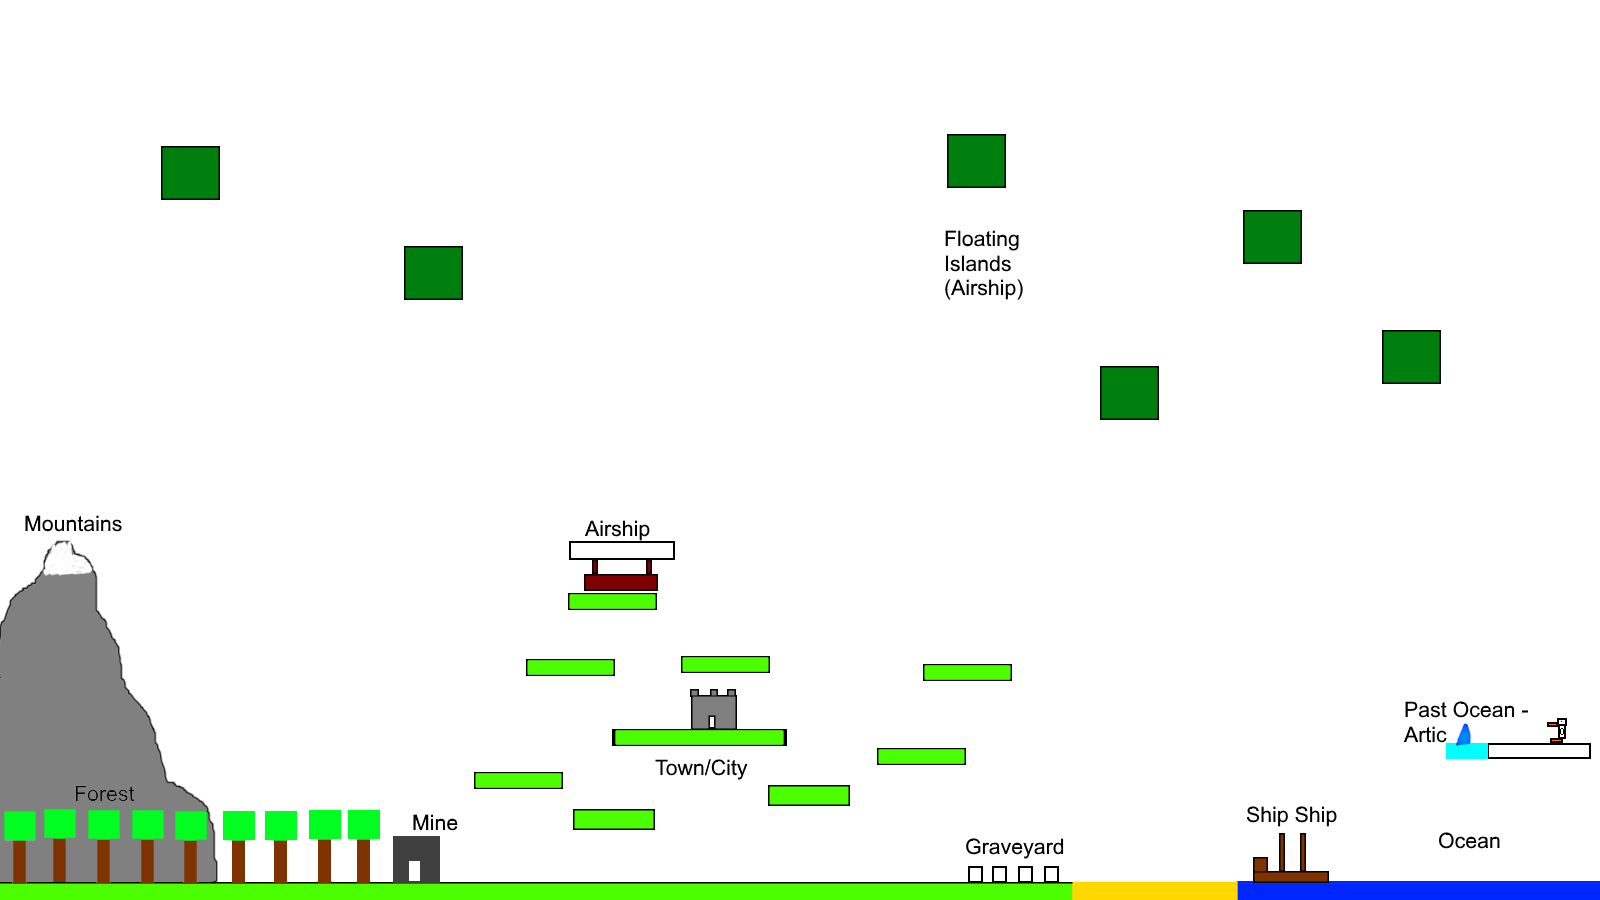 Floating
Islands
(Airship)
Mountains
Airship
Past Ocean -
Artic
Town/City
Forest
Mine
Ship Ship
Ocean
Graveyard